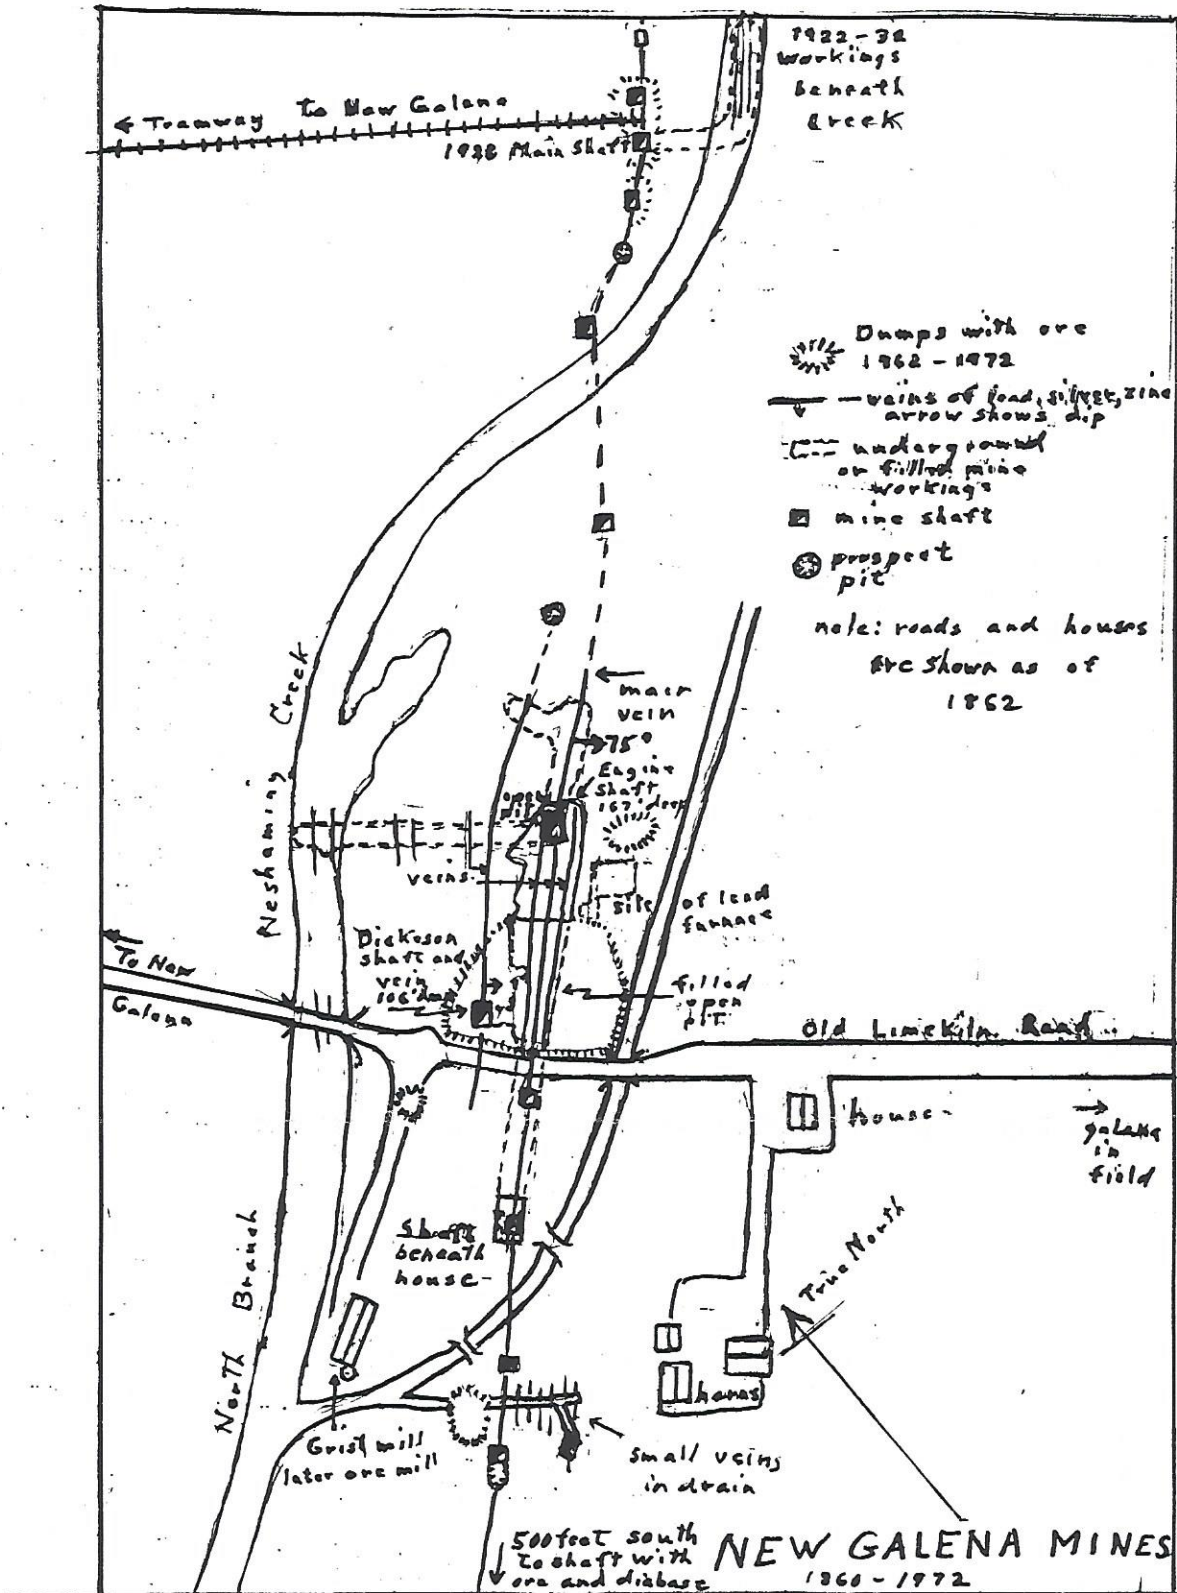 1922-32
workings
beneath
creek
← Tramway to New Galena
1928 Main Shaft
Dumps with ore
1862-1972
veins of lead, silver, zinc
arrow shows dip
underground
or filled mine
workings
mine shaft
prospect
pit
note: roads and houses
are shown as of
1862
main
vein
75°
Engine
shaft
167' deep
open
pit
veins
site of lead
furnace
Neshaminy Creek
Dickeson
shaft and
vein
106' deep
filled
open
pit
To New
Galena
Old Limekiln Road
house
galena
in
field
True North
Shaft
beneath
house
North Branch
Grist mill
later ore mill
small veins
in drain
500 feet south
to shaft with
ore and diabase
NEW GALENA MINES
1860-1972